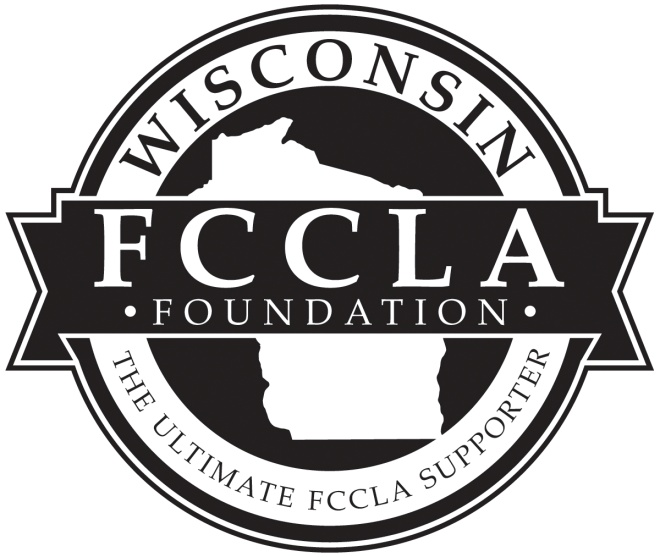 WISCONSIN
FCCLA
•FOUNDATION•
THE ULTIMATE FCCLA SUPPORTER